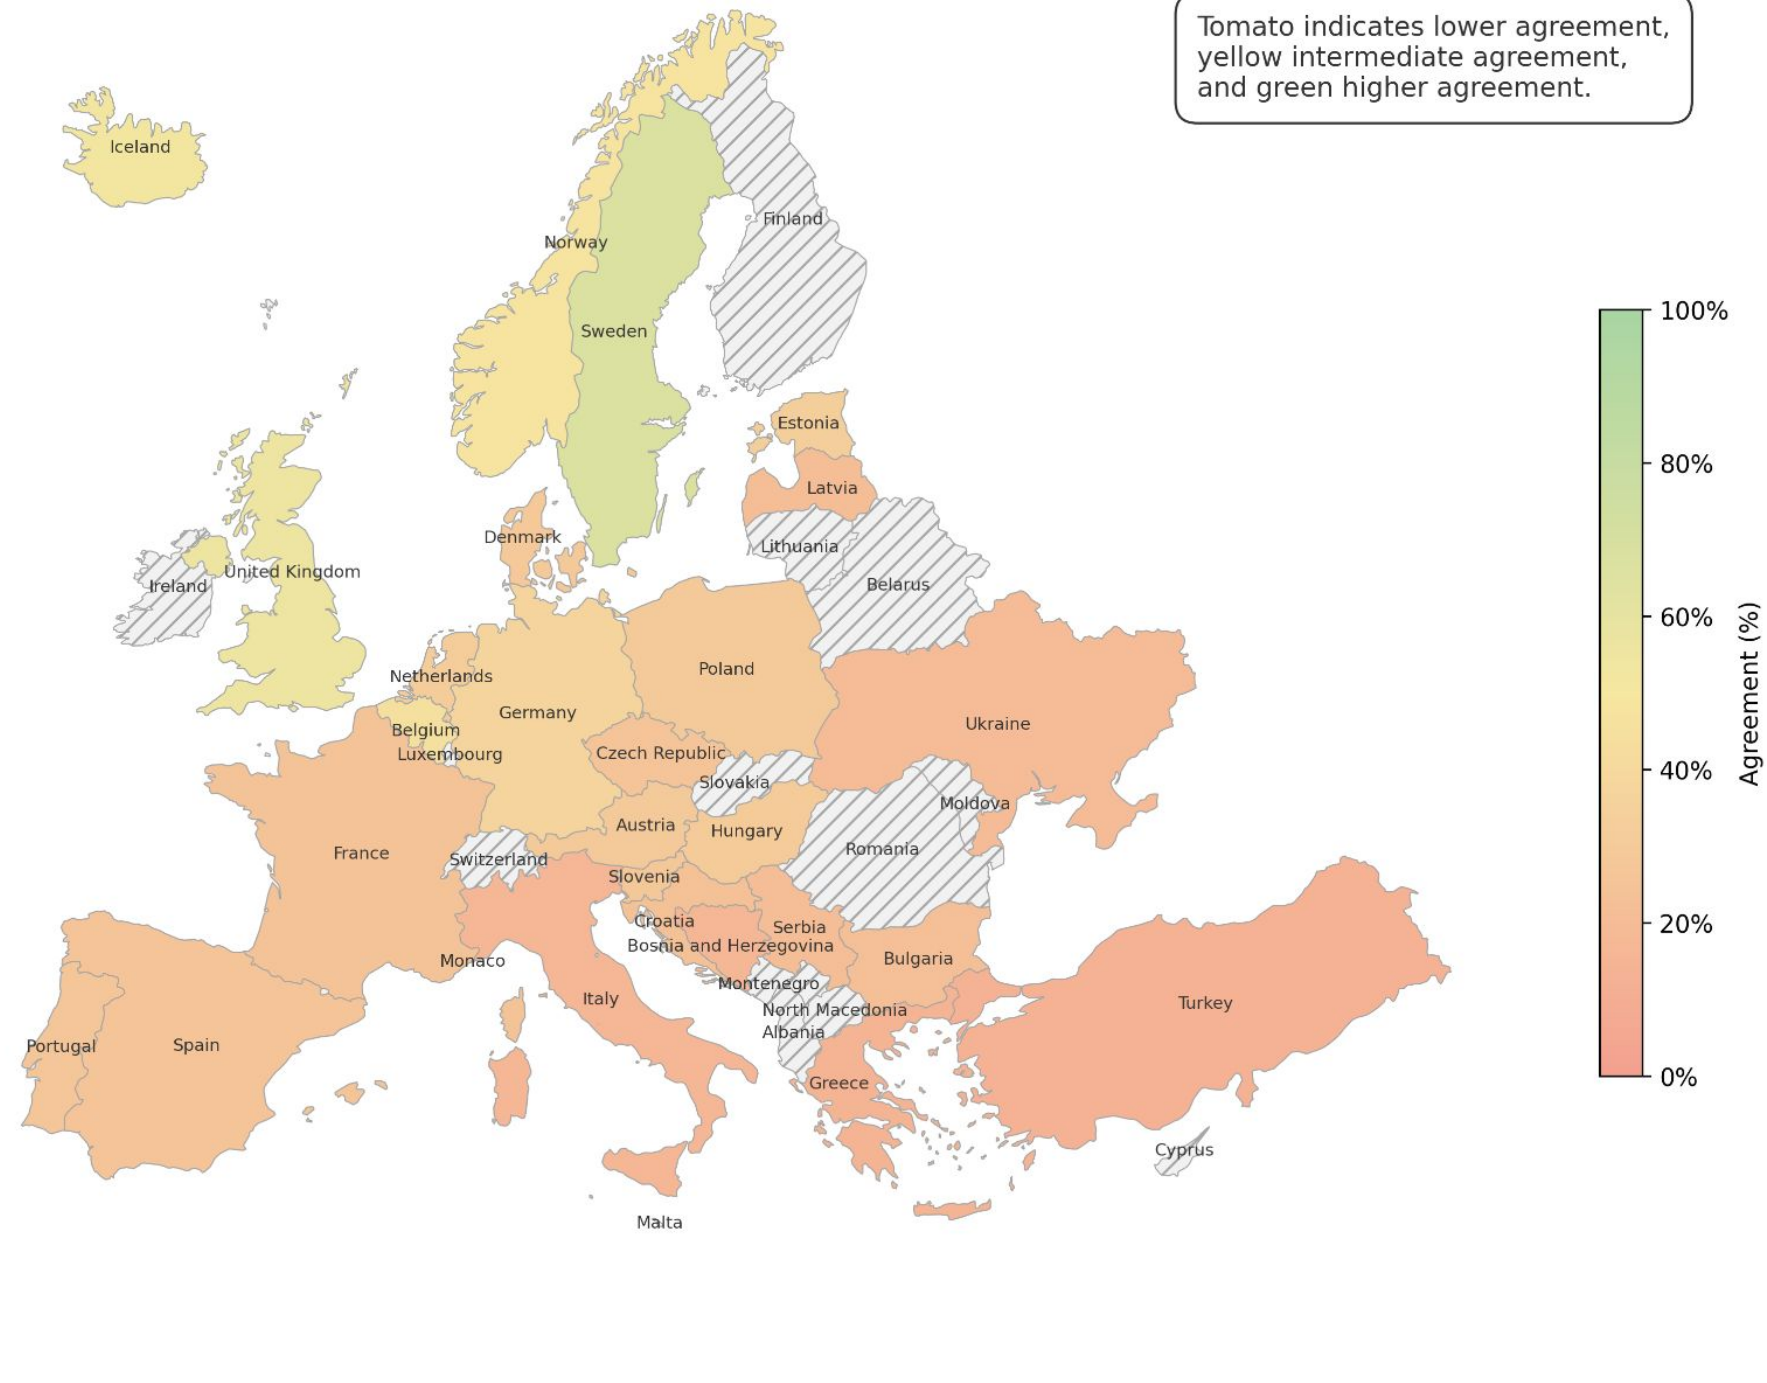 Tomato indicates lower agreement,
yellow intermediate agreement,
and green higher agreement.
Iceland
Finland
Norway
Sweden
Estonia
Latvia
Denmark
Lithuania
United Kingdom
Ireland
Belarus
Poland
Netherlands
Germany
Ukraine
Belgium
Luxembourg
Czech Republic
Slovakia
Moldova
Austria
Hungary
France
Switzerland
Romania
Slovenia
Croatia
Serbia
Bosnia and Herzegovina
Monaco
Bulgaria
Montenegro
Italy
Turkey
North Macedonia
Albania
Portugal
Spain
Greece
Cyprus
Malta
100%
80%
60%
40%
20%
0%
Agreement (%)